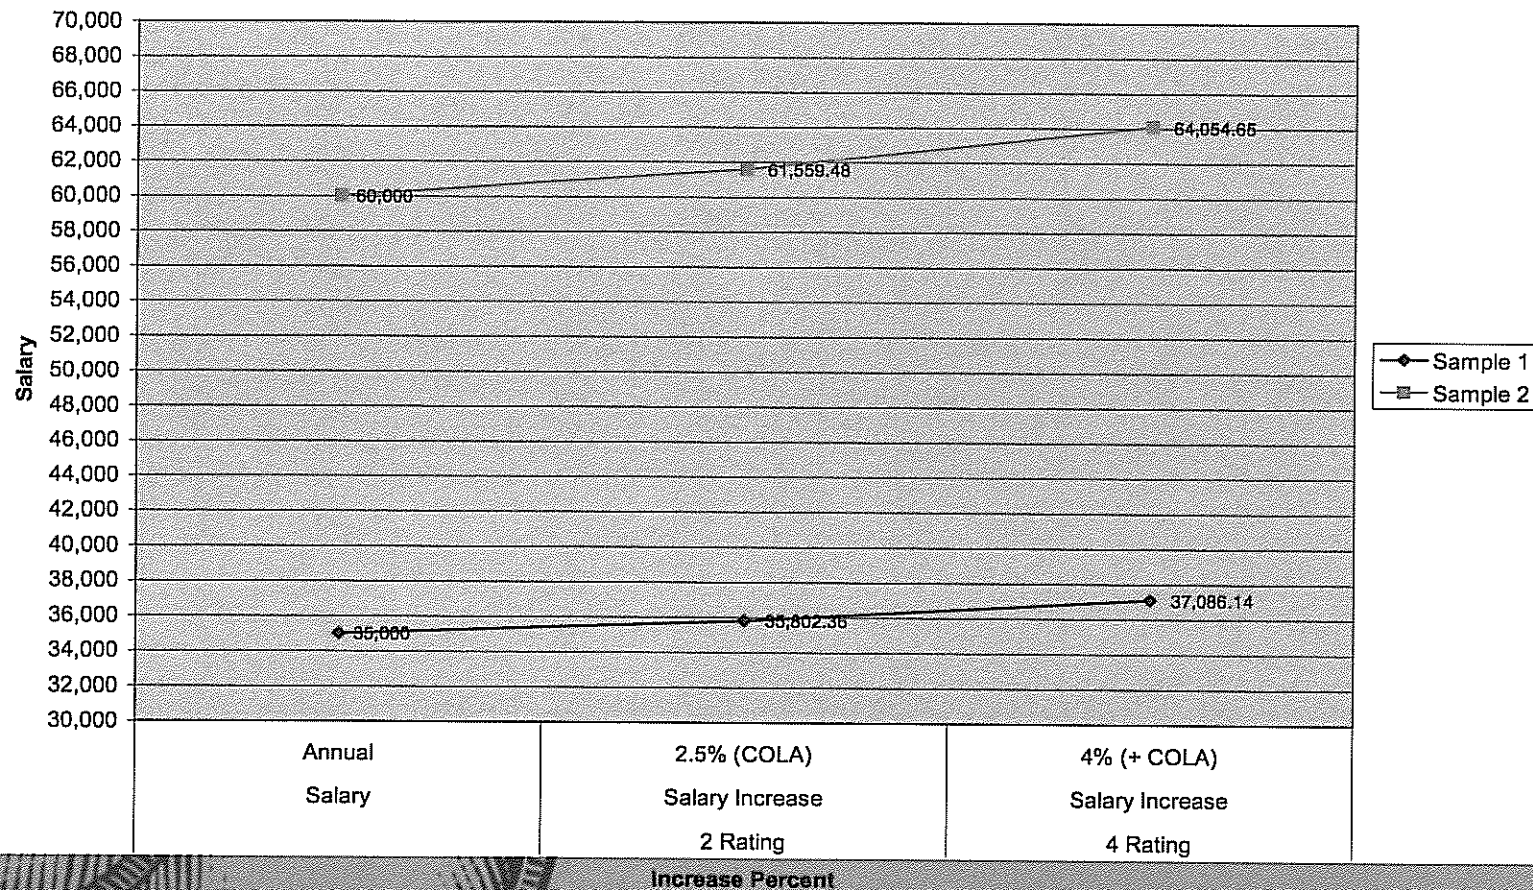 70,000
68,000
66,000
64,000
62,000
60,000
58,000
56,000
54,000
52,000
50,000
48,000
46,000
44,000
42,000
40,000
38,000
36,000
34,000
32,000
30,000
Salary
60,000
61,559.48
64,054.65
35,000
35,802.36
37,086.14
Sample 1
Sample 2
Annual
Salary
2.5% (COLA)
Salary Increase
2 Rating
4% (+ COLA)
Salary Increase
4 Rating
Increase Percent